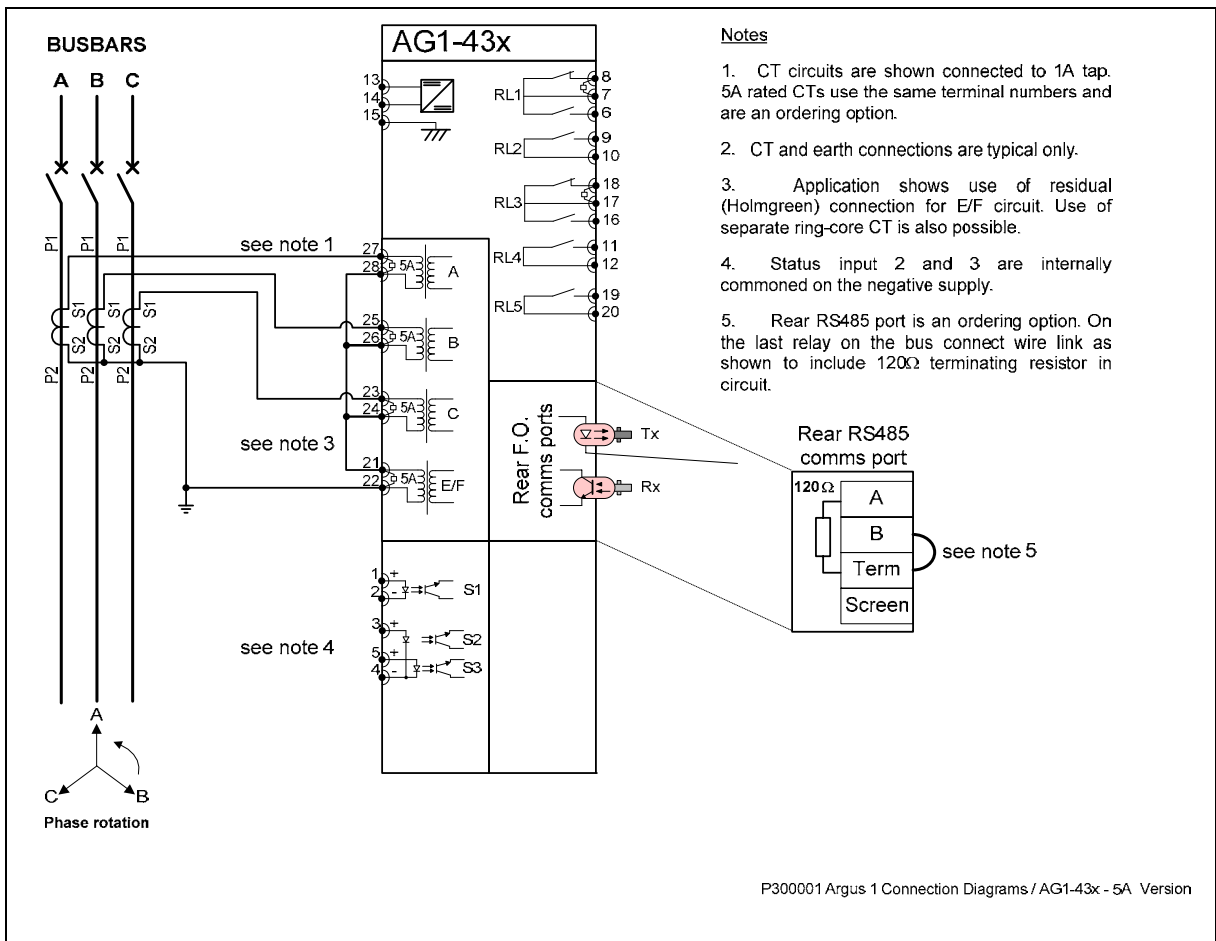 BUSBARS
A B C
AG1-43x
13
14
15
RL1
8
7
6
RL2
9
10
RL3
18
17
16
RL4
11
12
RL5
19
20
P1 P1 P1
S1 S1 S1
S2 S2 S2
P2 P2 P2
see note 1
27
28
5A
A
25
26
5A
B
23
24
5A
C
see note 3
21
22
5A
E/F
Rear F.O.
comms ports
Tx
Rx
1 +
2 -
S1
3 +
S2
see note 4
5 +
4 -
S3
A
C B
Phase rotation
Notes
1. CT circuits are shown connected to 1A tap.
5A rated CTs use the same terminal numbers and
are an ordering option.
2. CT and earth connections are typical only.
3. Application shows use of residual
(Holmgreen) connection for E/F circuit. Use of
separate ring-core CT is also possible.
4. Status input 2 and 3 are internally
commoned on the negative supply.
5. Rear RS485 port is an ordering option. On
the last relay on the bus connect wire link as
shown to include 120Ω terminating resistor in
circuit.
Rear RS485
comms port
120Ω
A
B
Term
Screen
see note 5
P300001 Argus 1 Connection Diagrams / AG1-43x - 5A Version